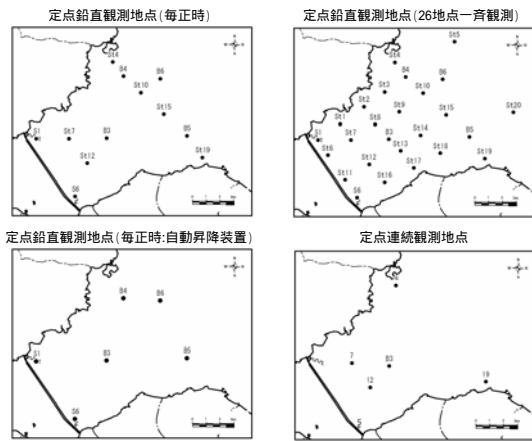 定点鉛直観測地点(毎正時)
St4
B4
B6
St10
St15
S1
St7
B3
B5
St12
St19
S6
定点鉛直観測地点(26地点一斉観測)
St5
St4
B4
B6
St3
St10
St2
St9
St20
St1
St8
St15
S1
St7
B3
St14
B5
St6
St13
St18
St12
St17
St19
St11
St16
S6
定点鉛直観測地点(毎正時:自動昇降装置)
B4
B6
S1
B3
B5
S6
定点連続観測地点
4
7
B3
12
19